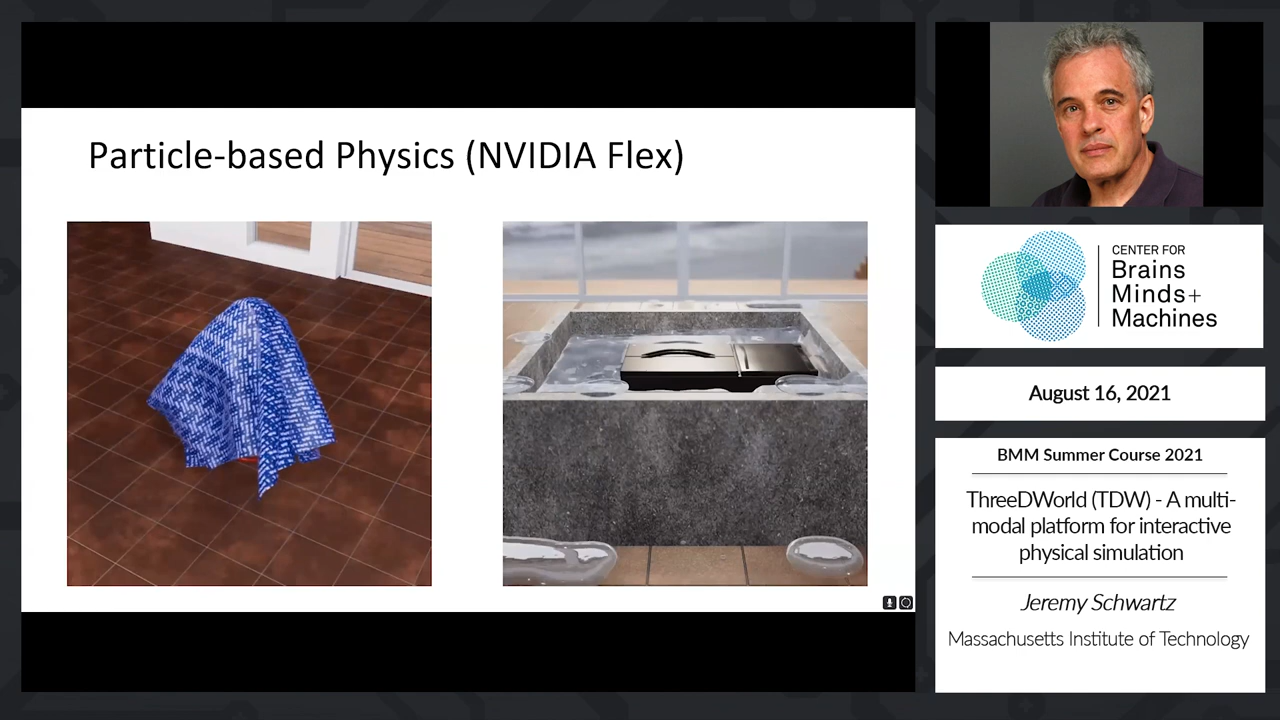 Particle-based Physics (NVIDIA Flex)
CENTER FOR
Brains
Minds+
Machines
August 16, 2021
BMM Summer Course 2021
ThreeDWorld (TDW) - A multi-
modal platform for interactive
physical simulation
Jeremy Schwartz
Massachusetts Institute of Technology